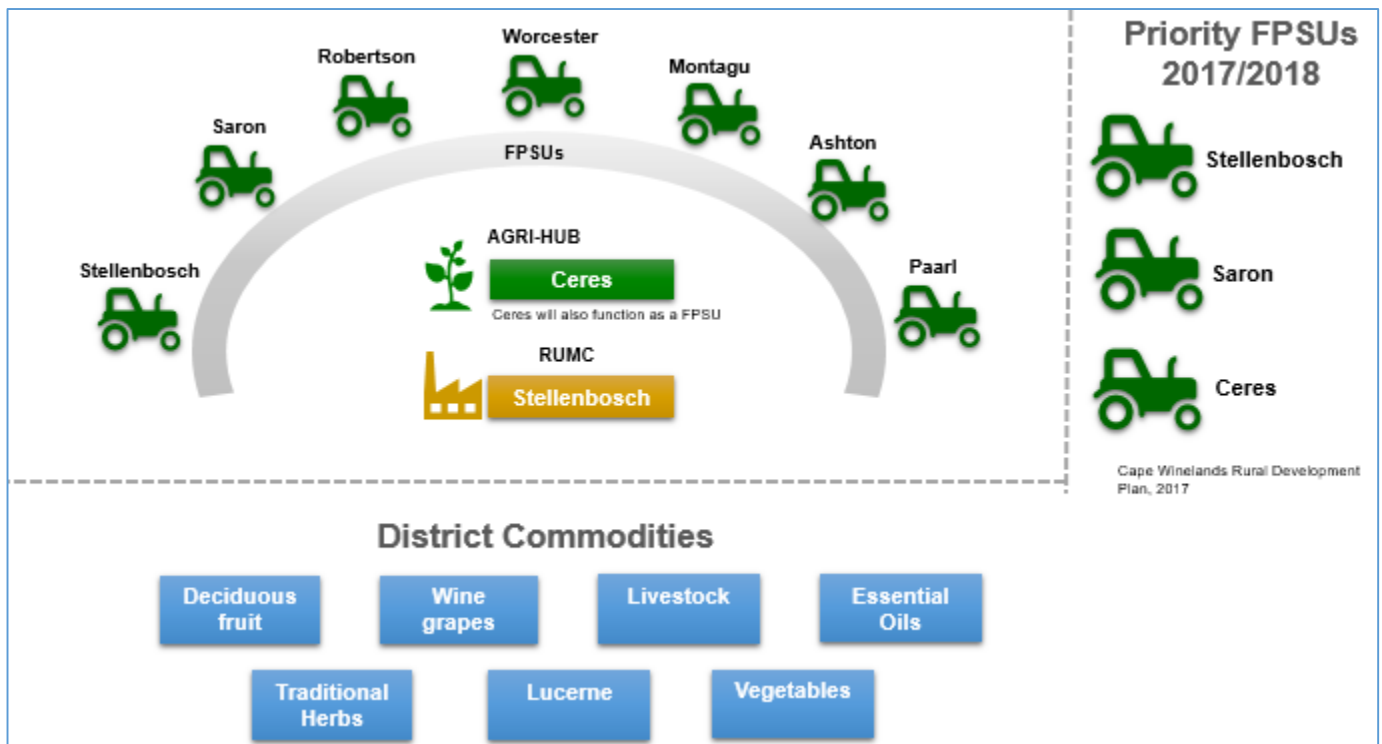 Worcester
Robertson
Montagu
Saron
Ashton
FPSUs
Stellenbosch
Paarl
AGRI-HUB
Ceres
Ceres will also function as a FPSU
RUMC
Stellenbosch
Priority FPSUs
2017/2018
Stellenbosch
Saron
Ceres
Cape Winelands Rural Development
Plan, 2017
District Commodities
Deciduous
fruit
Wine
grapes
Livestock
Essential
Oils
Traditional
Herbs
Lucerne
Vegetables